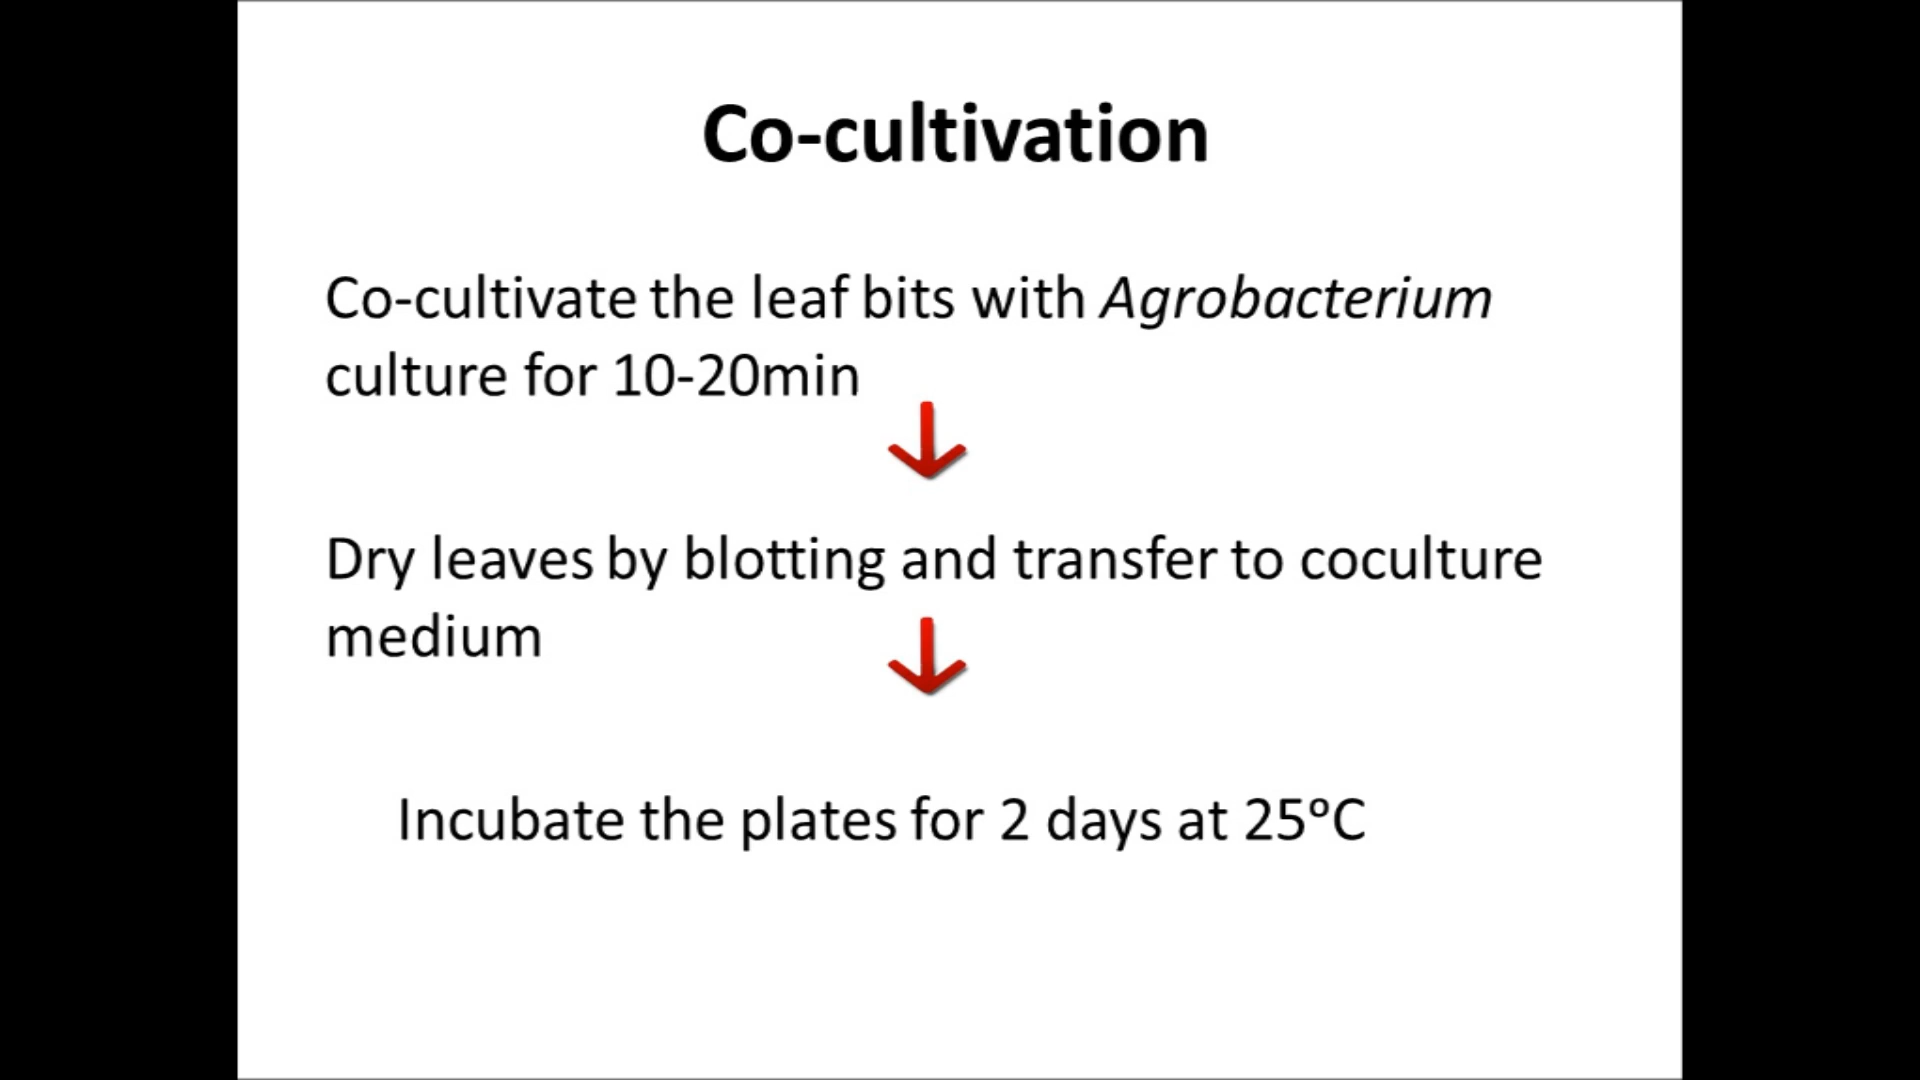 Co-cultivation
Co-cultivate the leaf bits with Agrobacterium
culture for 10-20min
Dry leaves by blotting and transfer to coculture
medium
Incubate the plates for 2 days at 25ºC